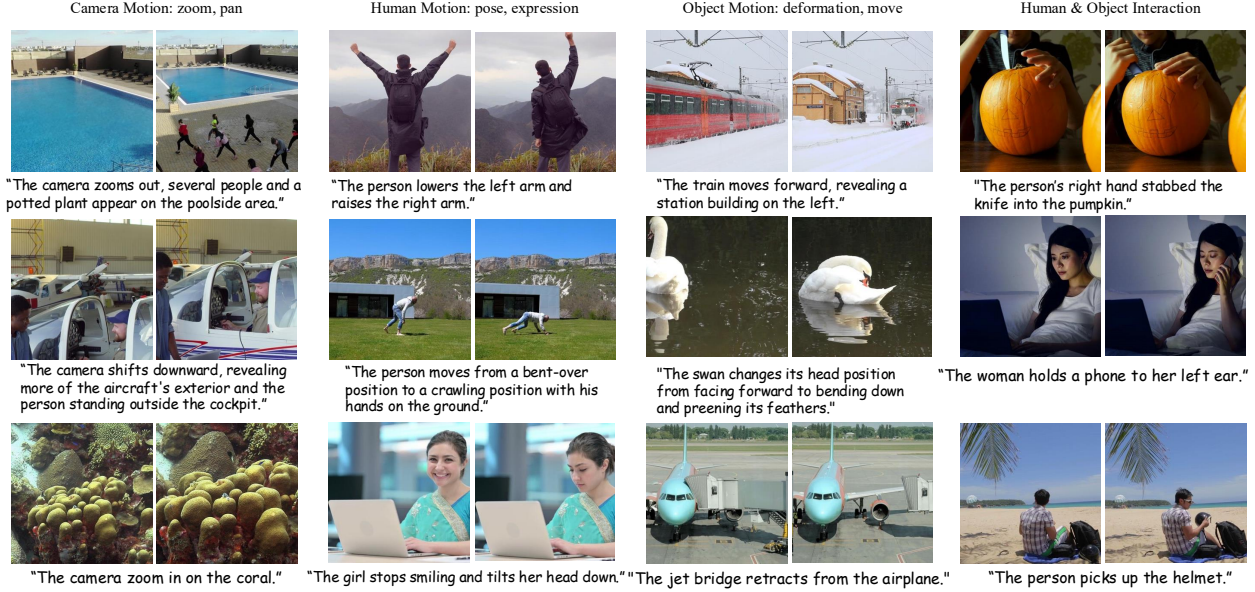 Camera Motion: zoom, pan
Human Motion: pose, expression
Object Motion: deformation, move
Human & Object Interaction
“The camera zooms out, several people and a
potted plant appear on the poolside area.”
“The person lowers the left arm and
raises the right arm.”
“The train moves forward, revealing a
station building on the left.”
"The person’s right hand stabbed the
knife into the pumpkin.”
“The camera shifts downward, revealing
more of the aircraft's exterior and the
person standing outside the cockpit.”
“The person moves from a bent-over
position to a crawling position with his
hands on the ground.”
"The swan changes its head position
from facing forward to bending down
and preening its feathers."
“The woman holds a phone to her left ear.”
“The camera zoom in on the coral.”
“The girl stops smiling and tilts her head down.”
"The jet bridge retracts from the airplane."
“The person picks up the helmet.”